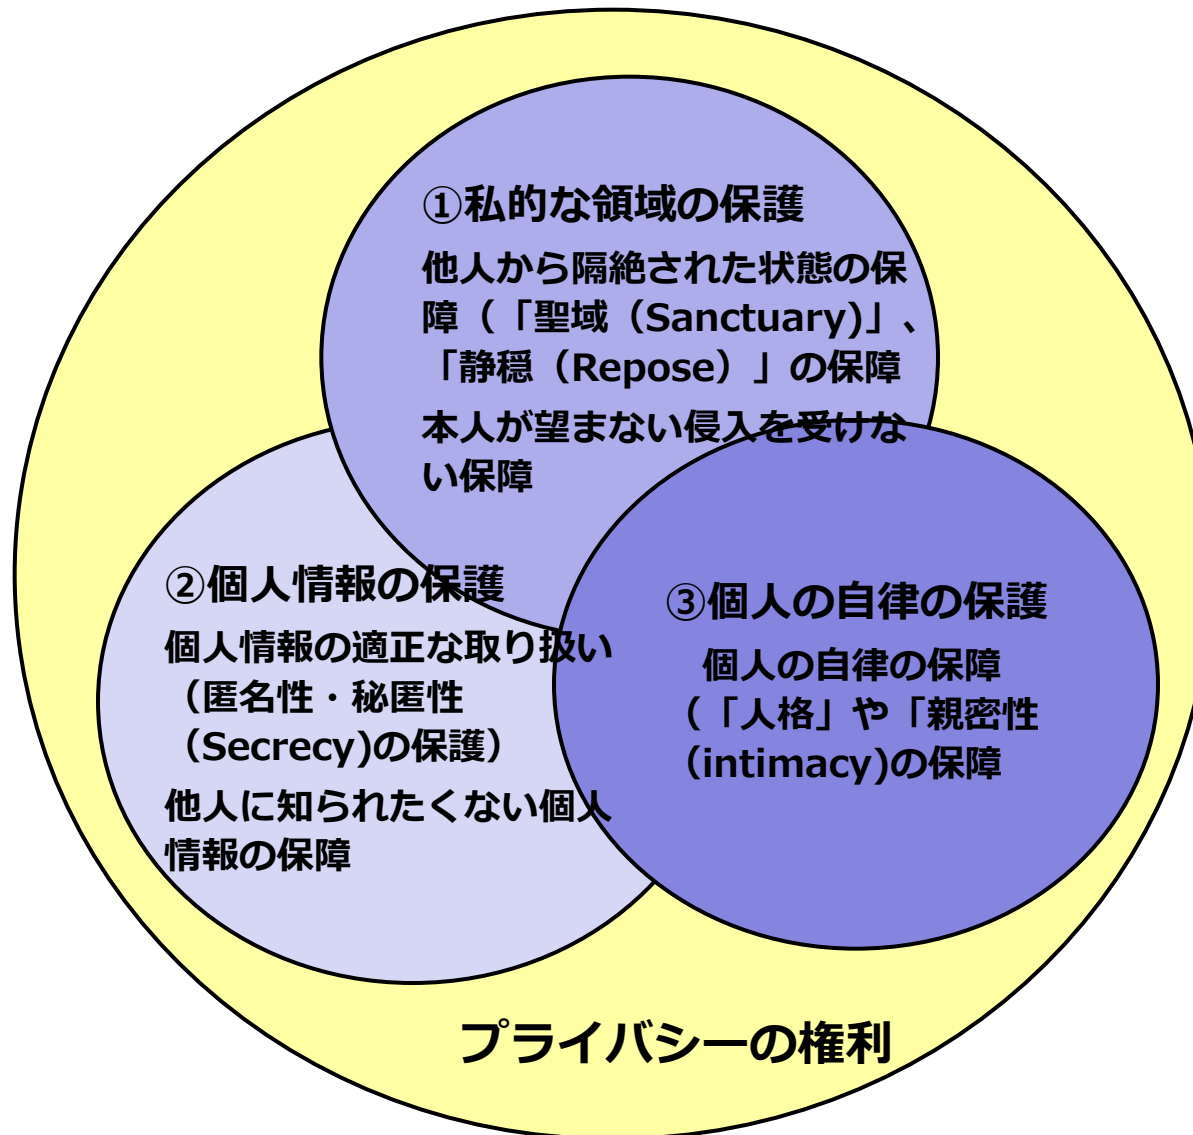 ①私的な領域の保護
他人から隔絶された状態の保
障（「聖域（Sanctuary)」、
「静穏（Repose）」の保障
本人が望まない侵入を受けな
い保障
②個人情報の保護
個人情報の適正な取り扱い
（匿名性・秘匿性
（Secrecy)の保護）
他人に知られたくない個人
情報の保障
③個人の自律の保護
個人の自律の保障
（「人格」や「親密性
（intimacy)の保障
プライバシーの権利